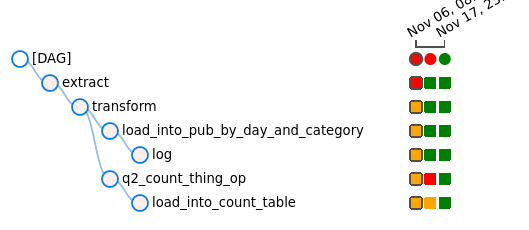 Nov 06, 08
Nov 17, 23
[DAG]
extract
transform
load_into_pub_by_day_and_category
log
q2_count_thing_op
load_into_count_table